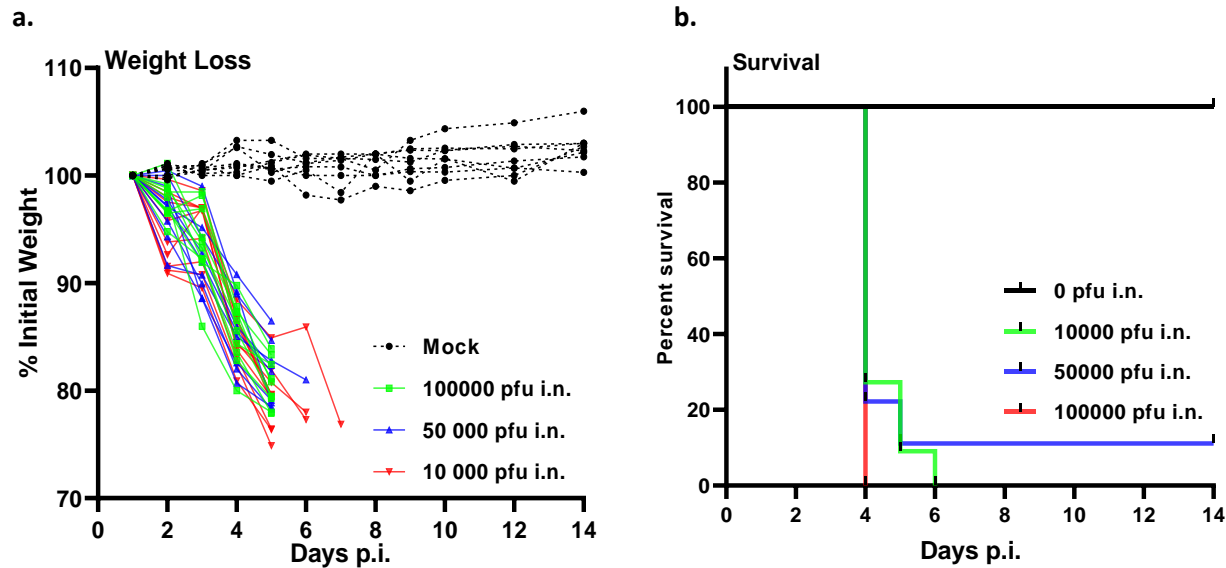 a.
Weight Loss
110
100
90
80
70
% Initial Weight
0
2
4
6
8
10
12
14
Days p.i.
Mock
100000 pfu i.n.
50 000 pfu i.n.
10 000 pfu i.n.
b.
Survival
100
80
60
40
20
0
Percent survival
0
2
4
6
8
10
12
14
Days p.i.
0 pfu i.n.
10000 pfu i.n.
50000 pfu i.n.
100000 pfu i.n.